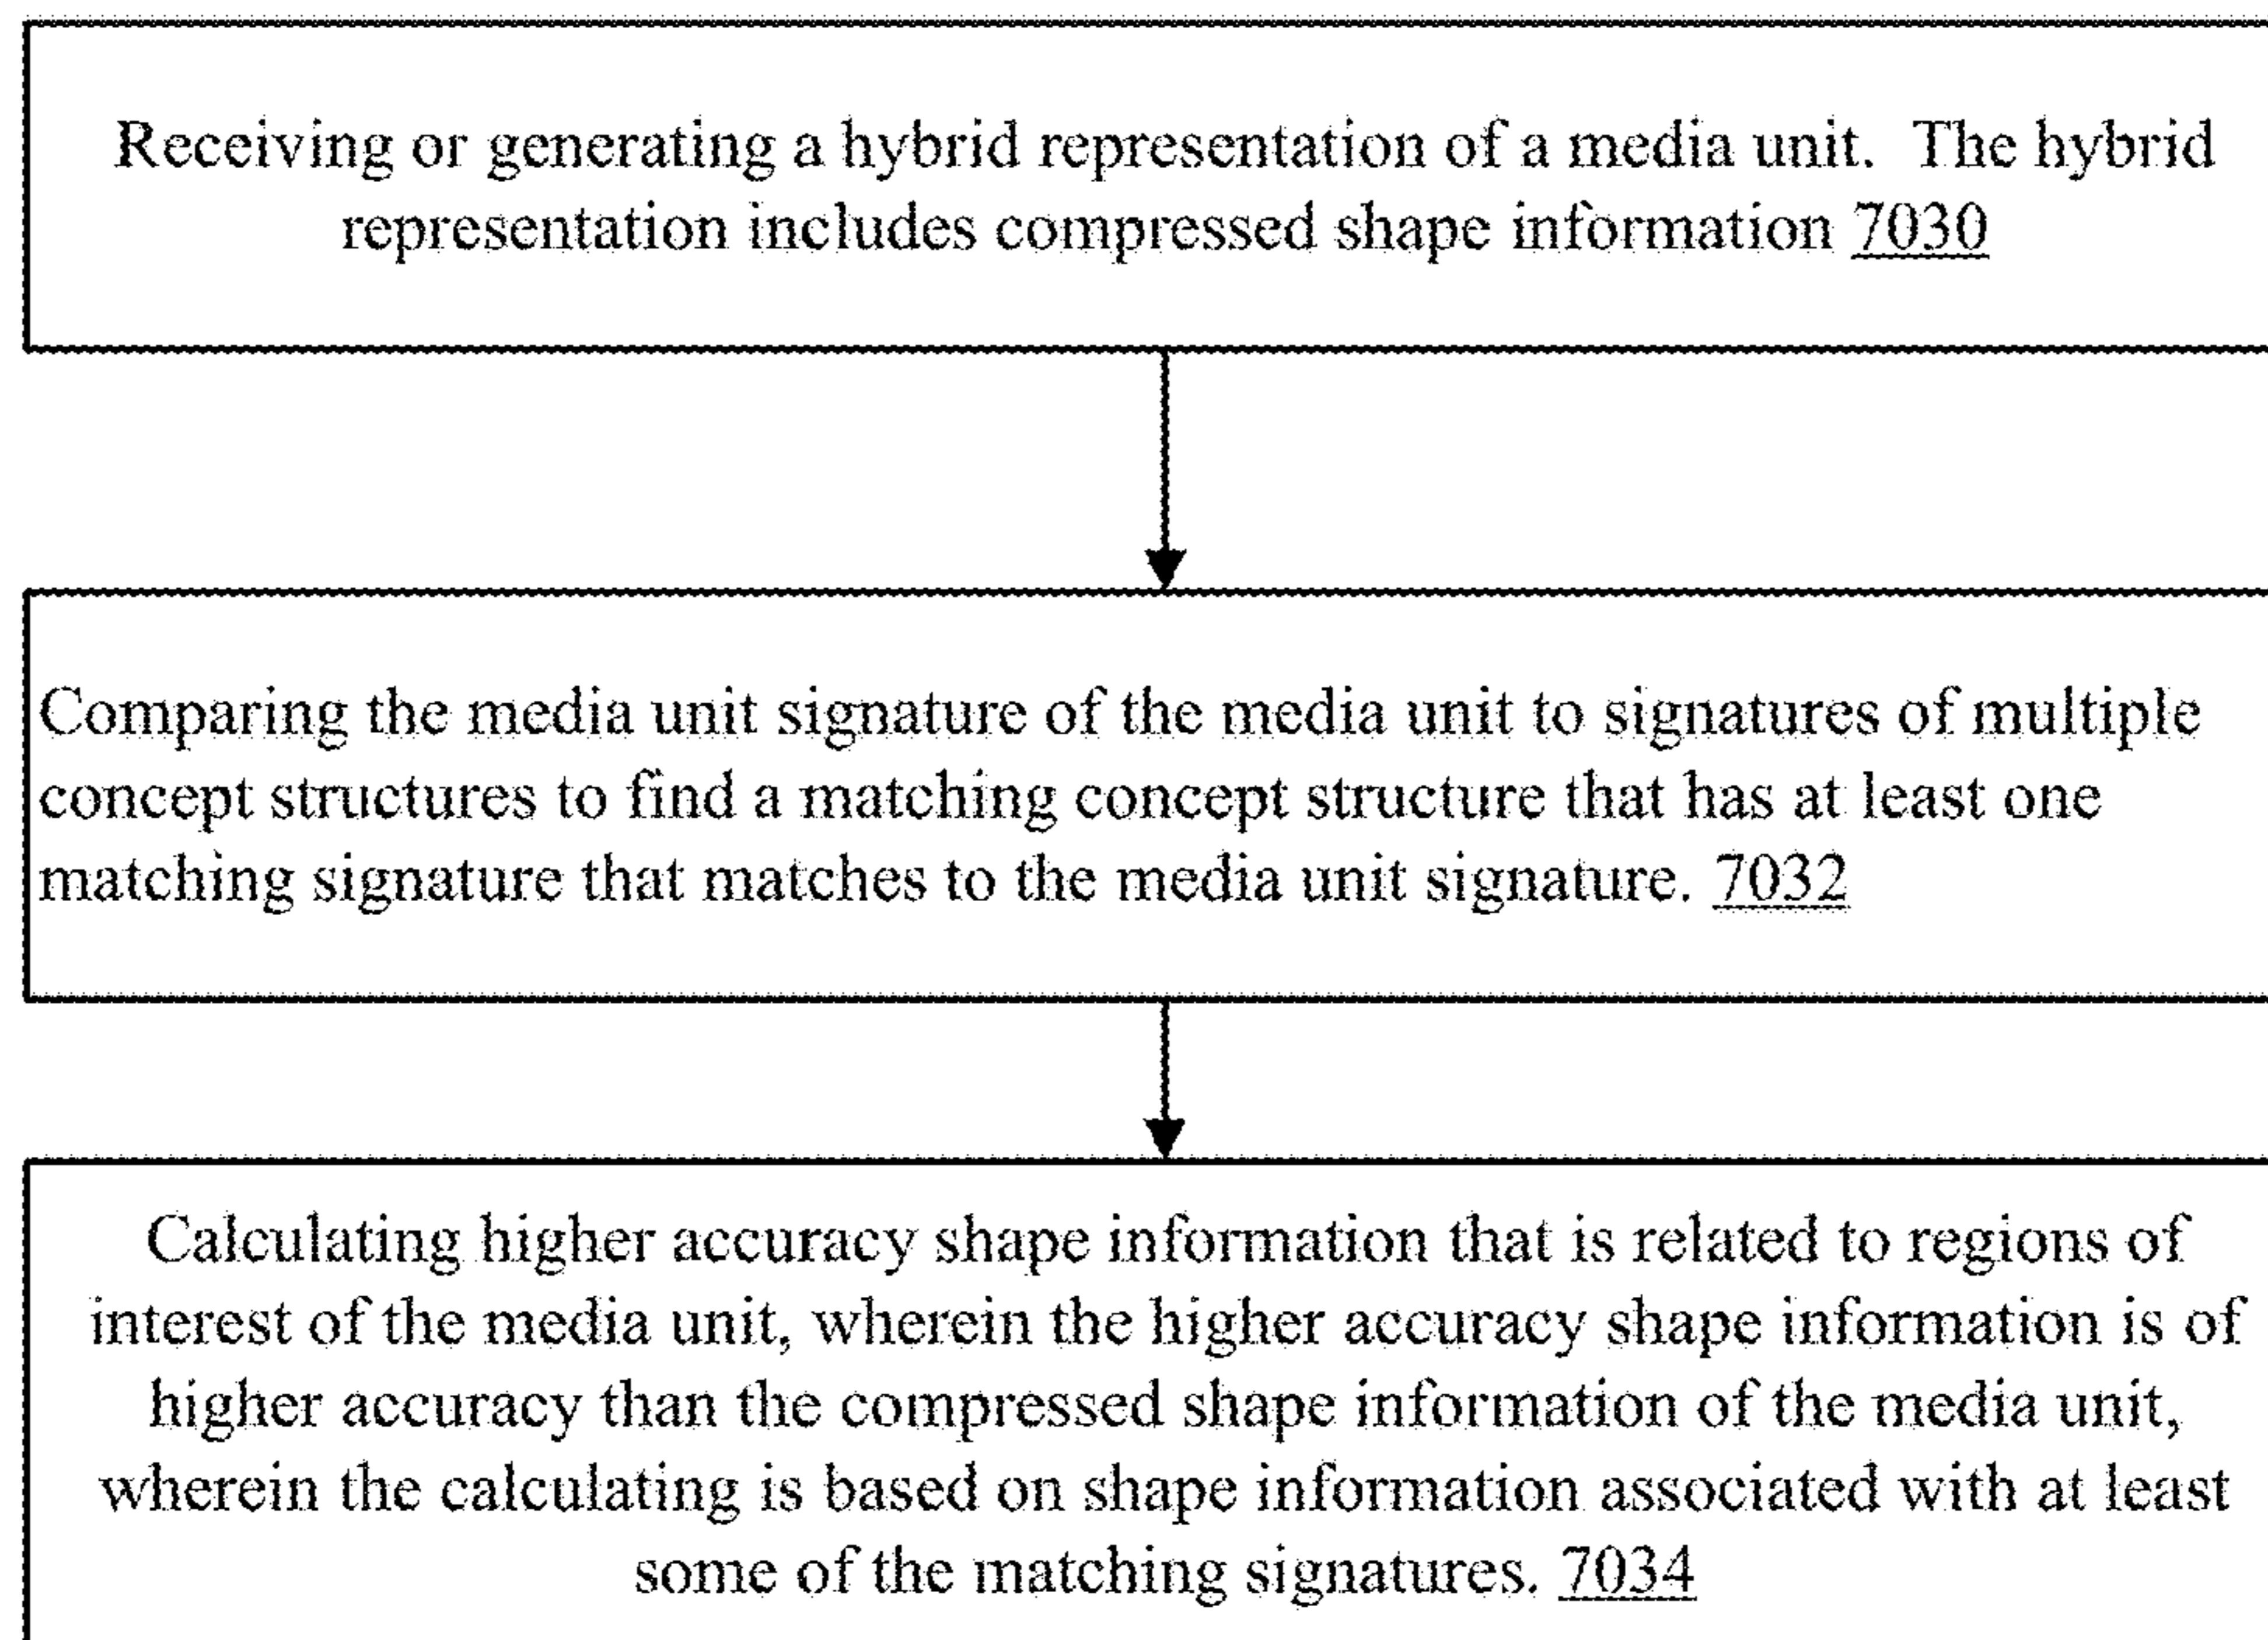 Receiving or generating a hybrid representation of a media unit. The hybrid
representation includes compressed shape information 7030
Comparing the media unit signature of the media unit to signatures of multiple
concept structures to find a matching concept structure that has at least one
matching signature that matches to the media unit signature. 7032
Calculating higher accuracy shape information that is related to regions of
interest of the media unit, wherein the higher accuracy shape information is of
higher accuracy than the compressed shape information of the media unit,
wherein the calculating is based on shape information associated with at least
some of the matching signatures. 7034